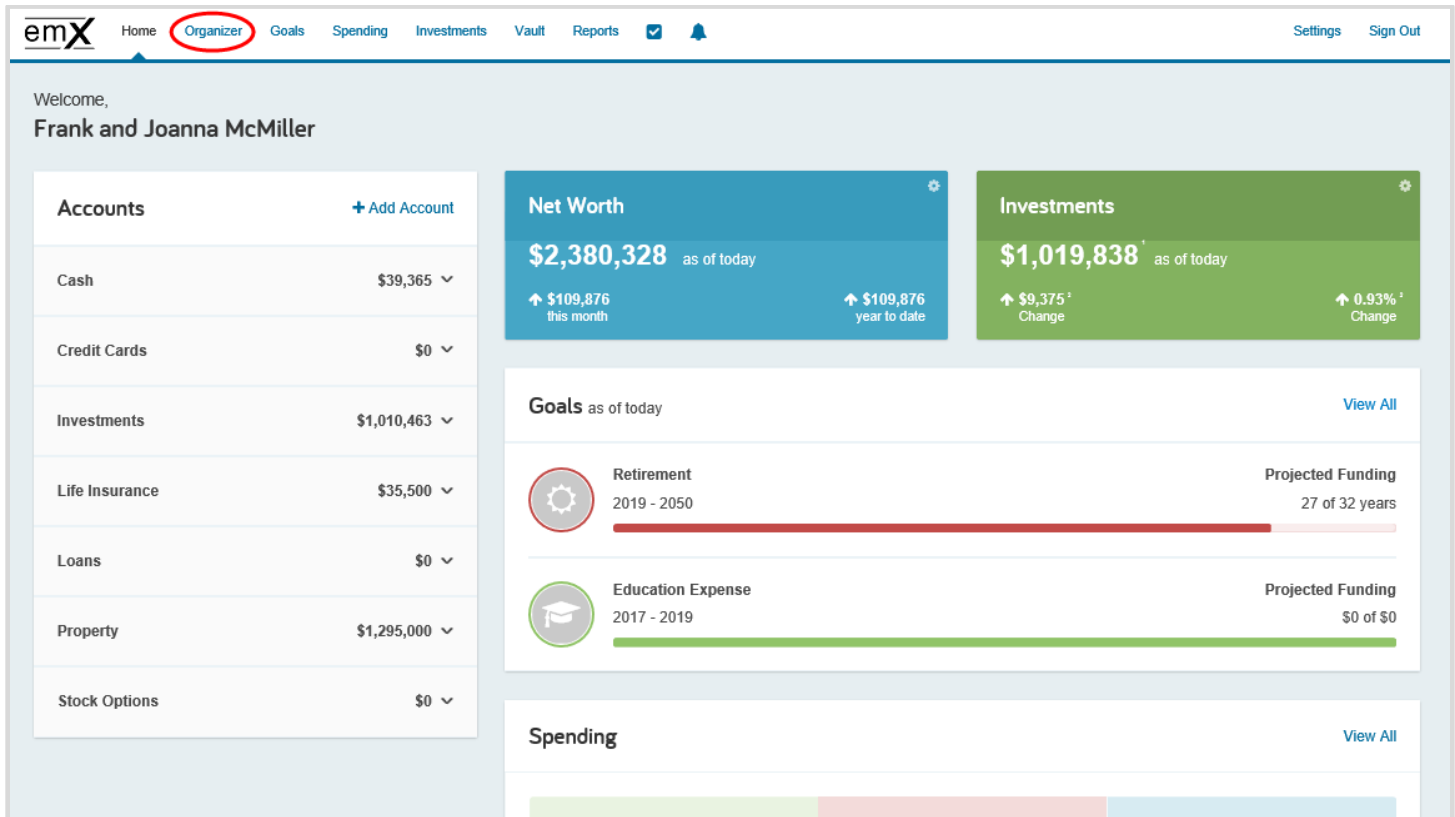 emX Home Organizer Goals Spending Investments Vault Reports Settings Sign Out
Welcome,
Frank and Joanna McMiller
Accounts + Add Account
Cash $39,365
Credit Cards $0
Investments $1,010,463
Life Insurance $35,500
Loans $0
Property $1,295,000
Stock Options $0
Net Worth
$2,380,328 as of today
$109,876 $109,876
this month year to date
Investments
$1,019,838¹ as of today
$9,375² 0.93%²
Change Change
Goals as of today View All
Retirement Projected Funding
2019 - 2050 27 of 32 years
Education Expense Projected Funding
2017 - 2019 $0 of $0
Spending View All